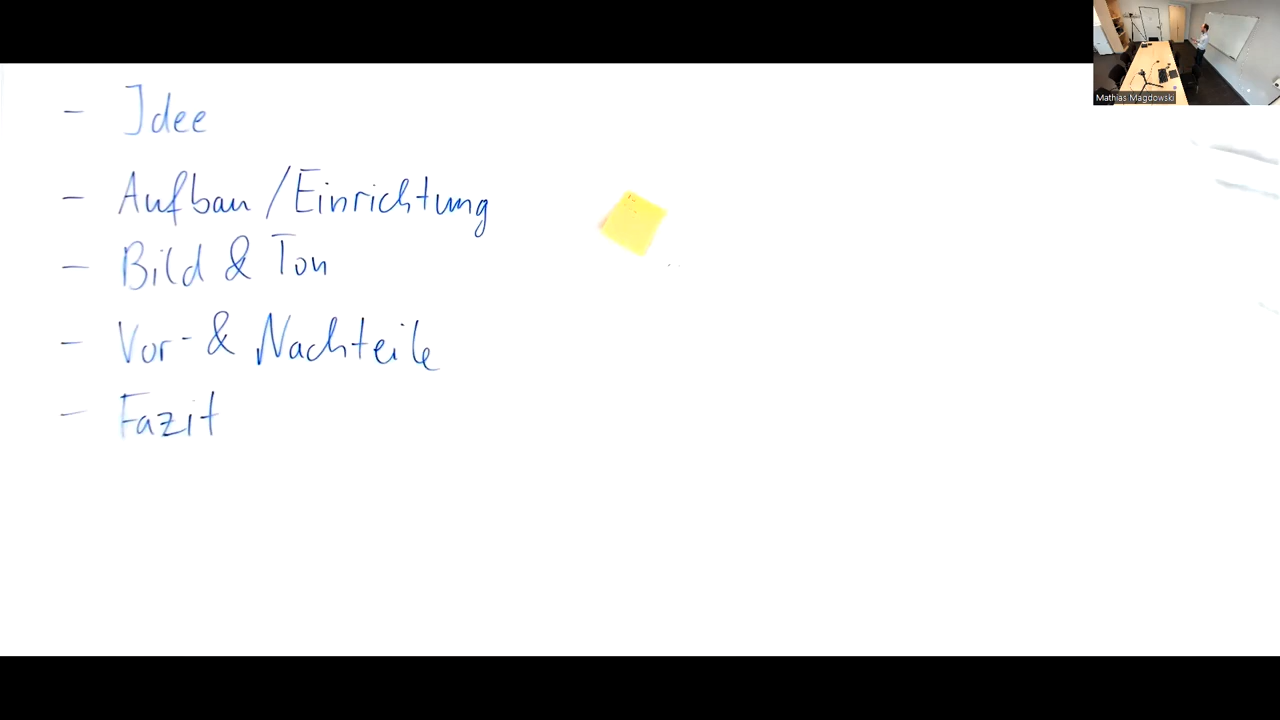 - Idee
- Aufbau/Einrichtung
- Bild & Ton
- Vor- & Nachteile
- Fazit
Mathias Magdowski